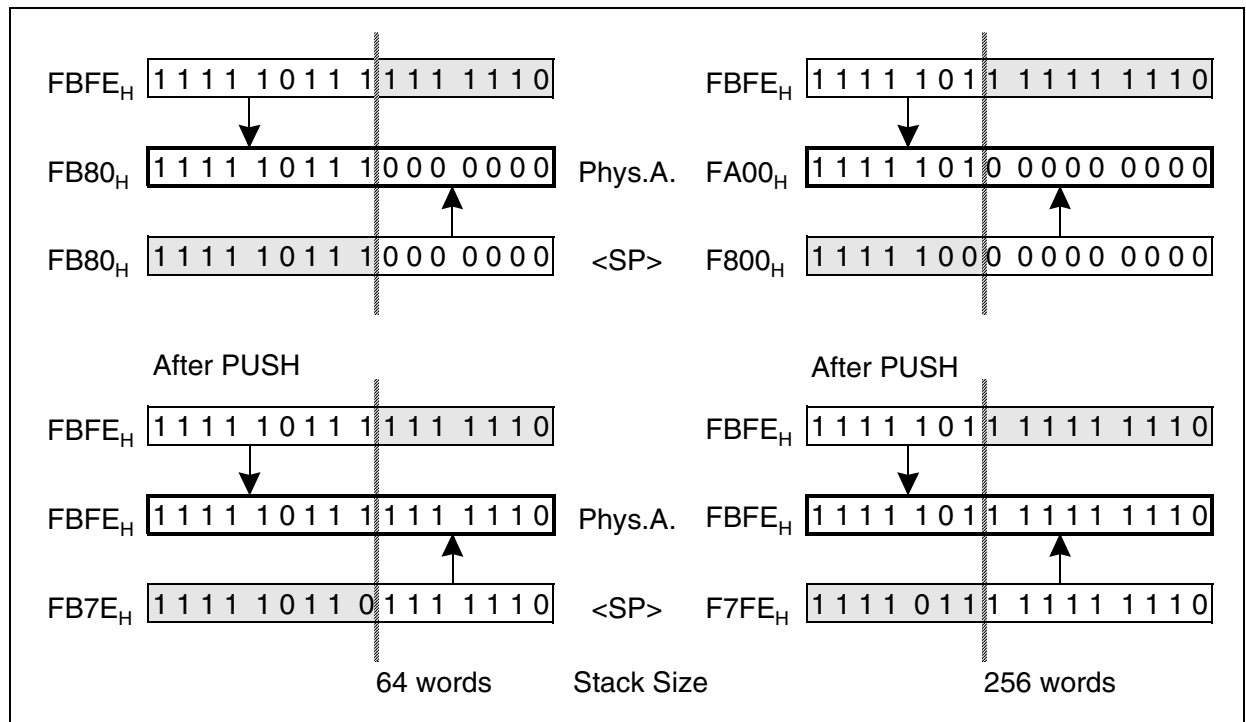 FBFEH 1111 1011 1111 1110 FBFEH 1111 1011 1111 1110
FB80H 1111 1011 1000 0000 Phys.A. FA00H 1111 1010 0000 0000
FB80H 1111 1011 1000 0000 <SP> F800H 1111 1000 0000 0000
After PUSH After PUSH
FBFEH 1111 1011 1111 1110 FBFEH 1111 1011 1111 1110
FBFEH 1111 1011 1111 1110 Phys.A. FBFEH 1111 1011 1111 1110
FB7EH 1111 1011 0111 1110 <SP> F7FEH 1111 0111 1111 1110
64 words Stack Size 256 words